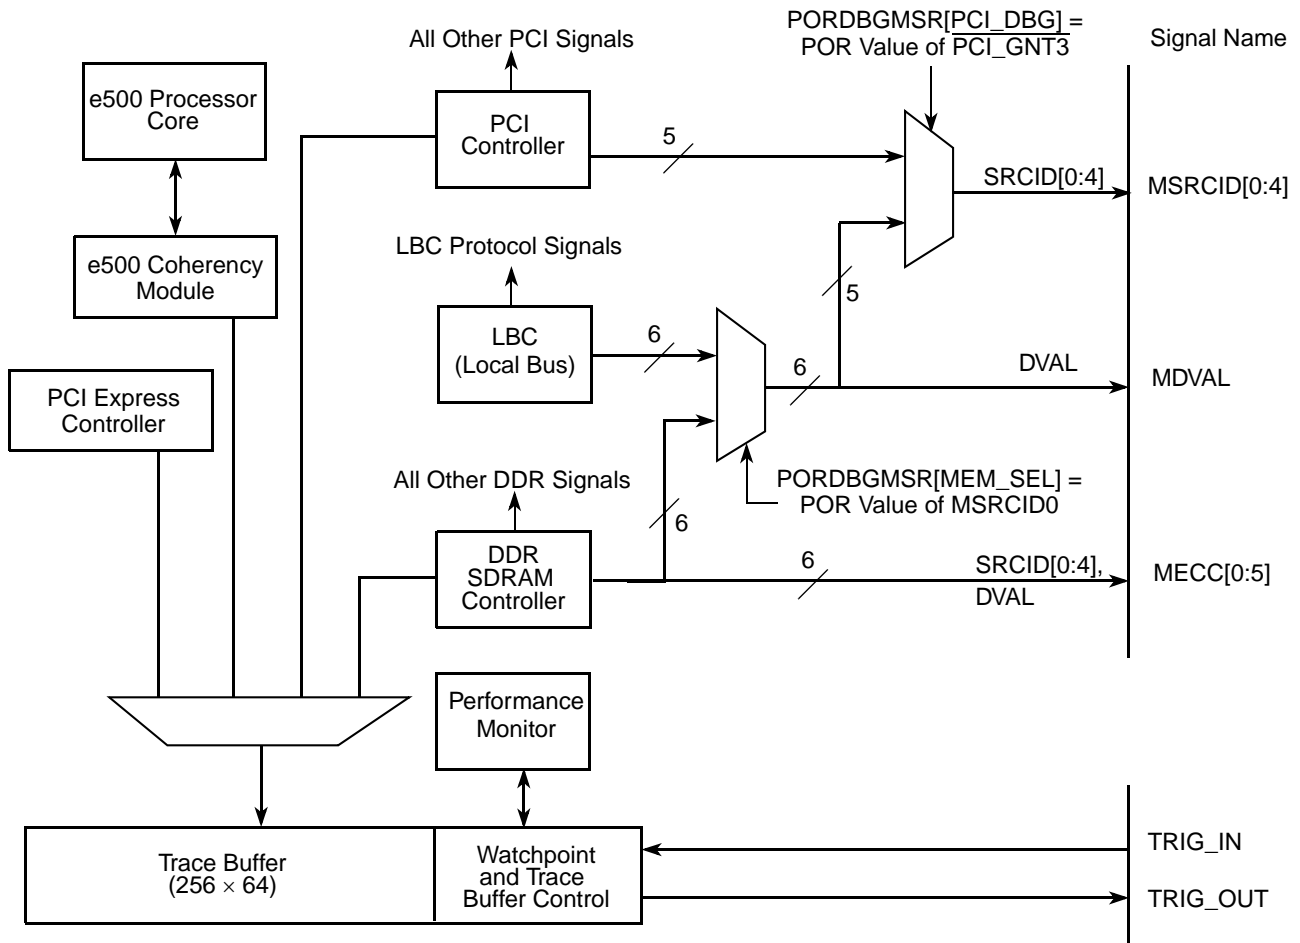 PORDBGMSR[PCI_DBG] =
POR Value of PCI_GNT3
Signal Name
All Other PCI Signals
e500 Processor
Core
PCI
Controller
5
SRCID[0:4]
MSRCID[0:4]
e500 Coherency
Module
LBC Protocol Signals
5
LBC
(Local Bus)
6
6
DVAL
MDVAL
PCI Express
Controller
All Other DDR Signals
PORDBGMSR[MEM_SEL] =
POR Value of MSRCID0
6
DDR
SDRAM
Controller
6
SRCID[0:4],
DVAL
MECC[0:5]
Performance
Monitor
Trace Buffer
(256 × 64)
Watchpoint
and Trace
Buffer Control
TRIG_IN
TRIG_OUT